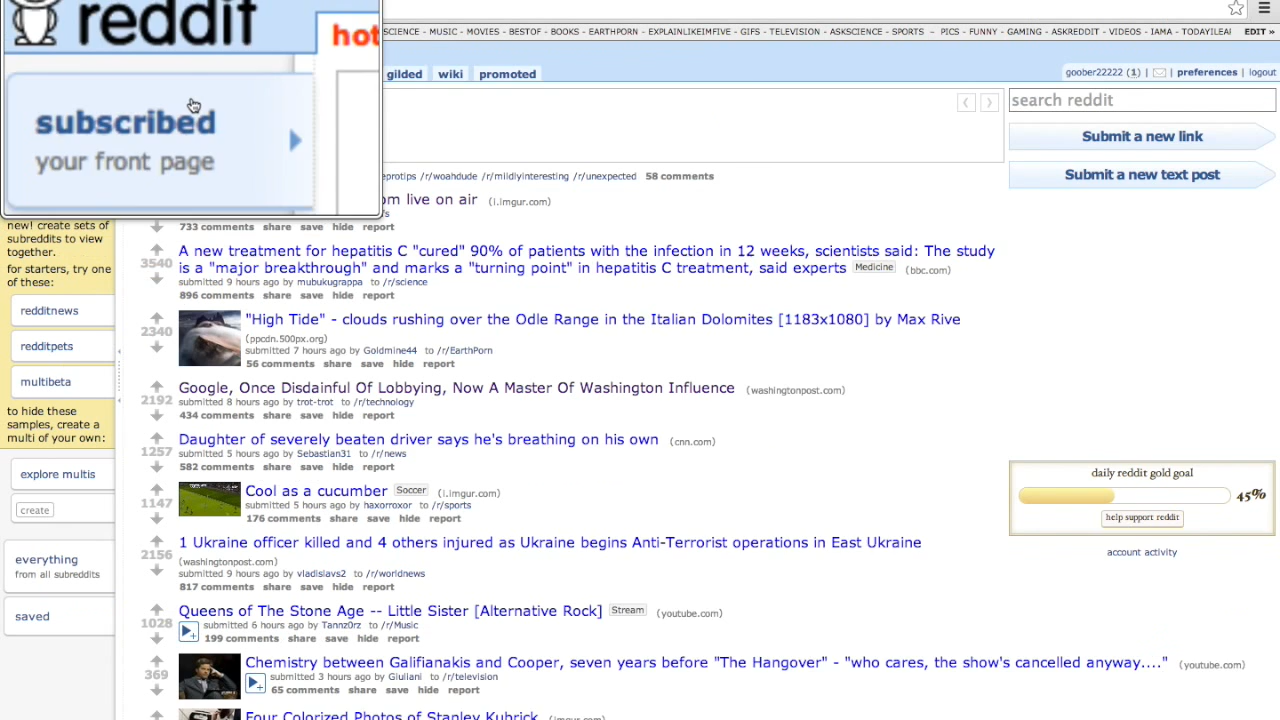 reddit
hot
SCIENCE - MUSIC - MOVIES - BESTOF - BOOKS - EARTHPORN - EXPLAINLIKEIMFIVE - GIFS - TELEVISION - ASKSCIENCE - SPORTS – PICS - FUNNY - GAMING - ASKREDDIT - VIDEOS - IAMA - TODAYILEA EDIT »
gilded wiki promoted
goober22222 (1) | preferences | logout
subscribed
your front page
search reddit
Submit a new link
Submit a new text post
eprotips /r/woahdude /r/mildlyinteresting /r/unexpected 58 comments
om live on air (i.imgur.com)
733 comments share save hide report
new! create sets of
subreddits to view
together.
for starters, try one
of these:
redditnews
redditpets
multibeta
to hide these
samples, create a
multi of your own:
explore multis
create
everything
from all subreddits
saved
3540
A new treatment for hepatitis C "cured" 90% of patients with the infection in 12 weeks, scientists said: The study
is a "major breakthrough" and marks a "turning point" in hepatitis C treatment, said experts Medicine (bbc.com)
submitted 9 hours ago by mubukugrappa to /r/science
896 comments share save hide report
2340
"High Tide" - clouds rushing over the Odle Range in the Italian Dolomites [1183x1080] by Max Rive
(ppcdn.500px.org)
submitted 7 hours ago by Goldmine44 to /r/EarthPorn
56 comments share save hide report
2192
Google, Once Disdainful Of Lobbying, Now A Master Of Washington Influence (washingtonpost.com)
submitted 8 hours ago by trot-trot to /r/technology
434 comments share save hide report
1257
Daughter of severely beaten driver says he's breathing on his own (cnn.com)
submitted 5 hours ago by Sebastian31 to /r/news
582 comments share save hide report
1147
Cool as a cucumber Soccer (i.imgur.com)
submitted 5 hours ago by haxorroxor to /r/sports
176 comments share save hide report
2156
1 Ukraine officer killed and 4 others injured as Ukraine begins Anti-Terrorist operations in East Ukraine
(washingtonpost.com)
submitted 9 hours ago by vladislavs2 to /r/worldnews
817 comments share save hide report
1028
Queens of The Stone Age -- Little Sister [Alternative Rock] Stream (youtube.com)
submitted 6 hours ago by Tannz0rz to /r/Music
199 comments share save hide report
369
Chemistry between Galifianakis and Cooper, seven years before "The Hangover" - "who cares, the show's cancelled anyway...." (youtube.com)
submitted 3 hours ago by Giuliani to /r/television
65 comments share save hide report
Four Colorized Photos of Stanley Kubrick (imgur.com)
daily reddit gold goal
45%
help support reddit
account activity